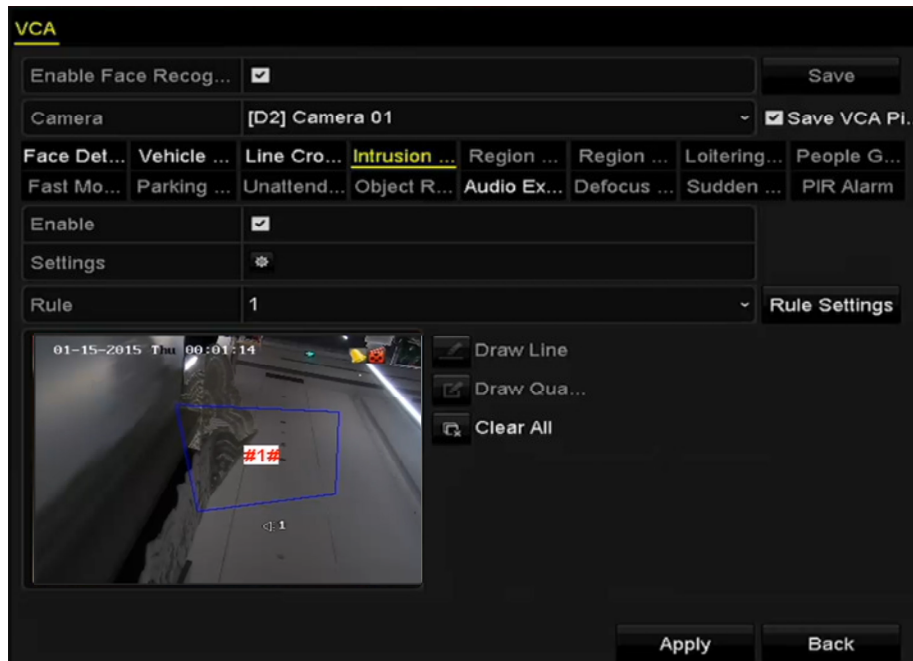 VCA
Enable Face Recog...
Save
Camera
[D2] Camera 01
Save VCA Pi.
Face Det... Vehicle ... Line Cro... Intrusion ... Region ... Region ... Loitering... People G...
Fast Mo... Parking ... Unattend... Object R... Audio Ex... Defocus ... Sudden ... PIR Alarm
Enable
Settings
Rule
1
Rule Settings
01-15-2015 Thu 00:01:14
#1#
1
Draw Line
Draw Qua...
Clear All
Apply
Back